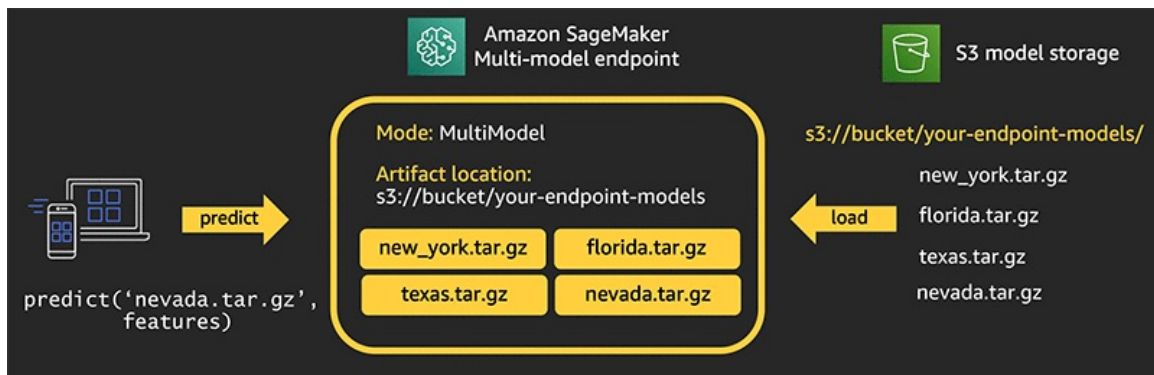 Amazon SageMaker
Multi-model endpoint
S3 model storage
Mode: MultiModel
Artifact location:
s3://bucket/your-endpoint-models
new_york.tar.gz
florida.tar.gz
texas.tar.gz
nevada.tar.gz
predict
predict(‘nevada.tar.gz’,
features)
load
s3://bucket/your-endpoint-models/
new_york.tar.gz
florida.tar.gz
texas.tar.gz
nevada.tar.gz